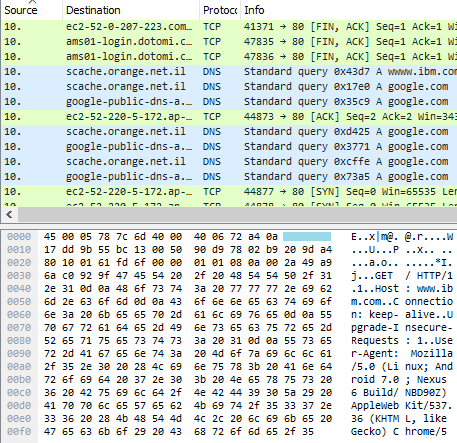 Source Destination Protoc Info
10. ec2-52-0-207-223.com… TCP 41371 → 80 [FIN, ACK] Seq=1 Ack=1 Wi
10. ams01-login.dotomi.c… TCP 47835 → 80 [FIN, ACK] Seq=1 Ack=1 Wi
10. ams01-login.dotomi.c… TCP 47836 → 80 [FIN, ACK] Seq=1 Ack=1 Wi
10. scache.orange.net.il DNS Standard query 0x43d7 A wwww.ibm.com
10. scache.orange.net.il DNS Standard query 0x17e0 A google.com
10. google-public-dns-a.… DNS Standard query 0x35c9 A google.com
10. ec2-52-220-5-172.ap-… TCP 44873 → 80 [ACK] Seq=2 Ack=2 Win=343
10. scache.orange.net.il DNS Standard query 0xd425 A google.com
10. google-public-dns-a.… DNS Standard query 0x3771 A google.com
10. scache.orange.net.il DNS Standard query 0xcffe A google.com
10. google-public-dns-a.… DNS Standard query 0x73a5 A google.com
10. ec2-52-220-5-172.ap-… TCP 44877 → 80 [SYN] Seq=0 Win=65535 Len
0000 45 00 05 78 7c 6d 40 00 40 06 72 a4 0a E..x|m@. @.r....W
0010 17 dd 9b 55 bc 13 00 50 90 d9 78 02 b9 20 9d a4 ...U...P ..x.. ..
0020 80 10 01 61 fd 6f 00 00 01 01 08 0a 00 2a 49 a9 ...a.o.. .....*I.
0030 6a c0 92 9f 47 45 54 20 2f 20 48 54 54 50 2f 31 j...GET / HTTP/1
0040 2e 31 0d 0a 48 6f 73 74 3a 20 77 77 77 2e 69 62 .1..Host : www.ib
0050 6d 2e 63 6f 6d 0d 0a 43 6f 6e 6e 65 63 74 69 6f m.com..C onnectio
0060 6e 3a 20 6b 65 65 70 2d 61 6c 69 76 65 0d 0a 55 n: keep- alive..U
0070 70 67 72 61 64 65 2d 49 6e 73 65 63 75 72 65 2d pgrade-I nsecure-
0080 52 65 71 75 65 73 74 73 3a 20 31 0d 0a 55 73 65 Requests : 1..Use
0090 72 2d 41 67 65 6e 74 3a 20 4d 6f 7a 69 6c 6c 61 r-Agent: Mozilla
00a0 2f 35 2e 30 20 28 4c 69 6e 75 78 3b 20 41 6e 64 /5.0 (Li nux; And
00b0 72 6f 69 64 20 37 2e 30 3b 20 4e 65 78 75 73 20 roid 7.0 ; Nexus
00c0 36 20 42 75 69 6c 64 2f 4e 42 44 39 30 5a 29 20 6 Build/ NBD90Z)
00d0 41 70 70 6c 65 57 65 62 4b 69 74 2f 35 33 37 2e AppleWeb Kit/537.
00e0 33 36 20 28 4b 48 54 4d 4c 2c 20 6c 69 6b 65 20 36 (KHTM L, like
00f0 47 65 63 6b 6f 29 20 43 68 72 6f 6d 65 2f 35 Gecko) C hrome/5